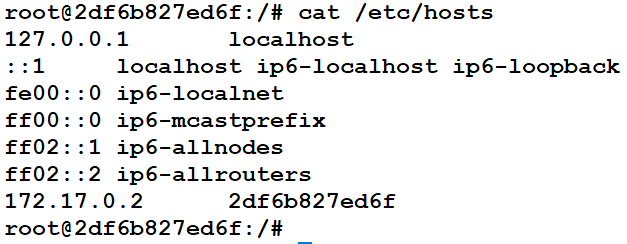 root@2df6b827ed6f:/# cat /etc/hosts
127.0.0.1       localhost
::1     localhost ip6-localhost ip6-loopback
fe00::0 ip6-localnet
ff00::0 ip6-mcastprefix
ff02::1 ip6-allnodes
ff02::2 ip6-allrouters
172.17.0.2      2df6b827ed6f
root@2df6b827ed6f:/#